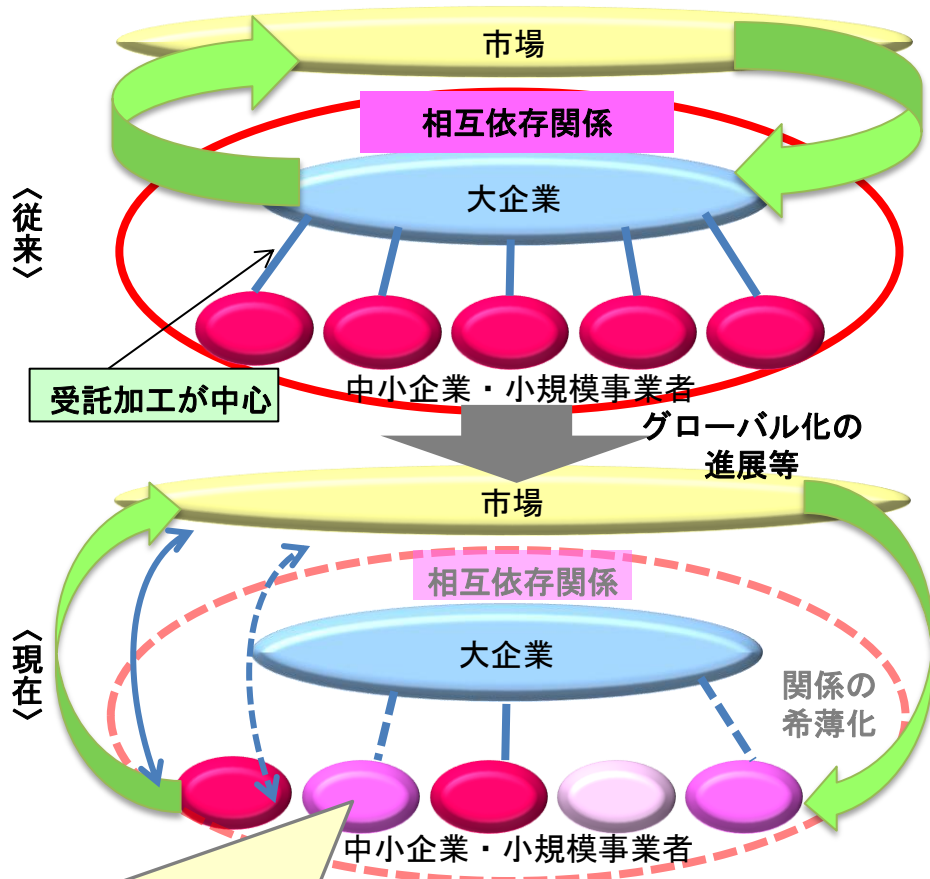 市場
相互依存関係
大企業
〈従来〉
受託加工が中心
中小企業・小規模事業者
グローバル化の
進展等
市場
相互依存関係
大企業
〈現在〉
関係の
希薄化
中小企業・小規模事業者